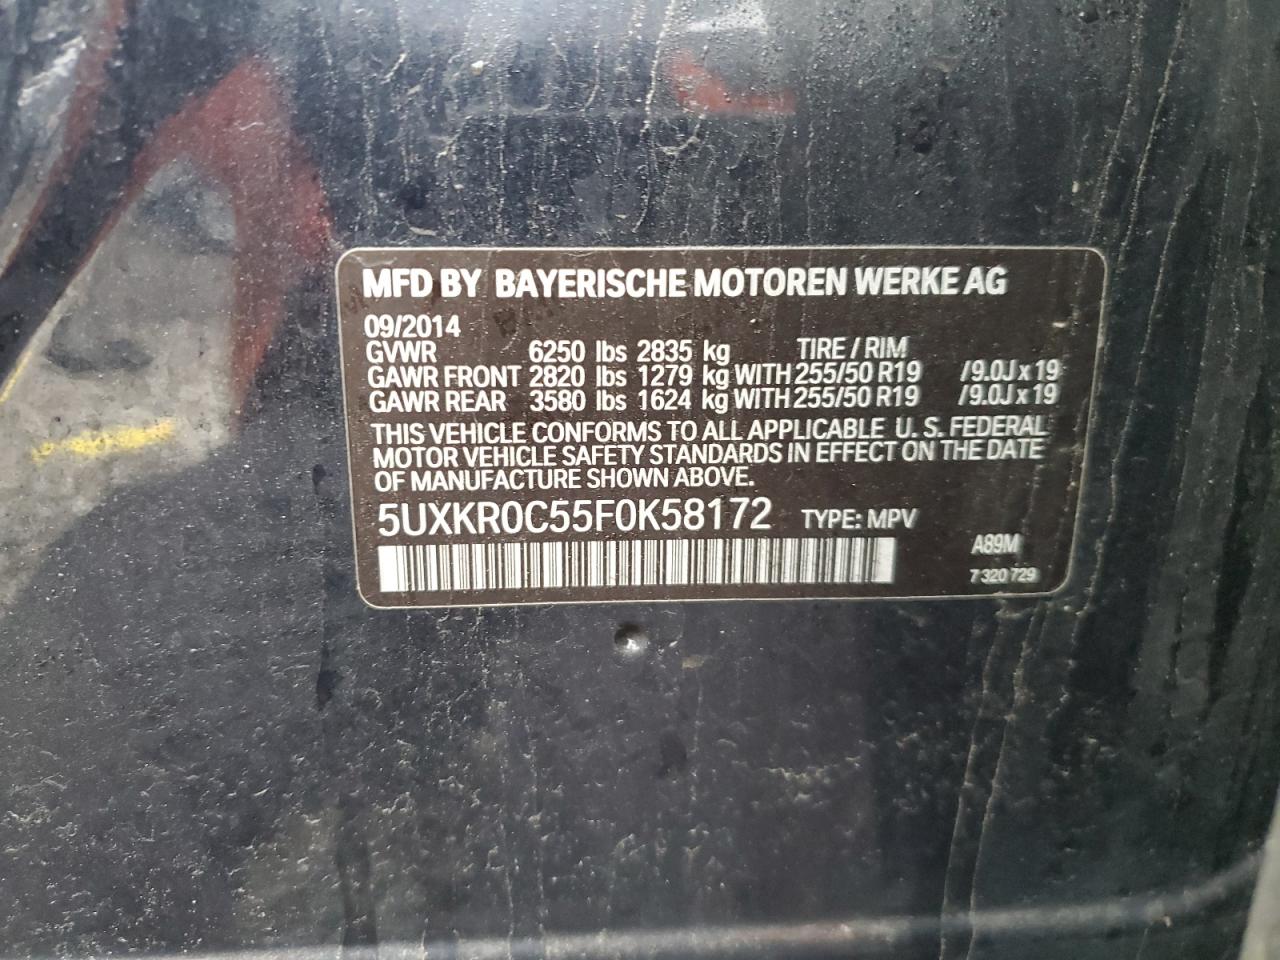 MFD BY BAYERISCHE MOTOREN WERKE AG
09/2014
GVWR 6250 lbs 2835 kg TIRE / RIM
GAWR FRONT 2820 lbs 1279 kg WITH 255/50 R19 /9.0J x 19
GAWR REAR 3580 lbs 1624 kg WITH 255/50 R19 /9.0J x 19
THIS VEHICLE CONFORMS TO ALL APPLICABLE U. S. FEDERAL
MOTOR VEHICLE SAFETY STANDARDS IN EFFECT ON THE DATE
OF MANUFACTURE SHOWN ABOVE.
5UXKR0C55F0K58172 TYPE: MPV
A89M
7 320 729